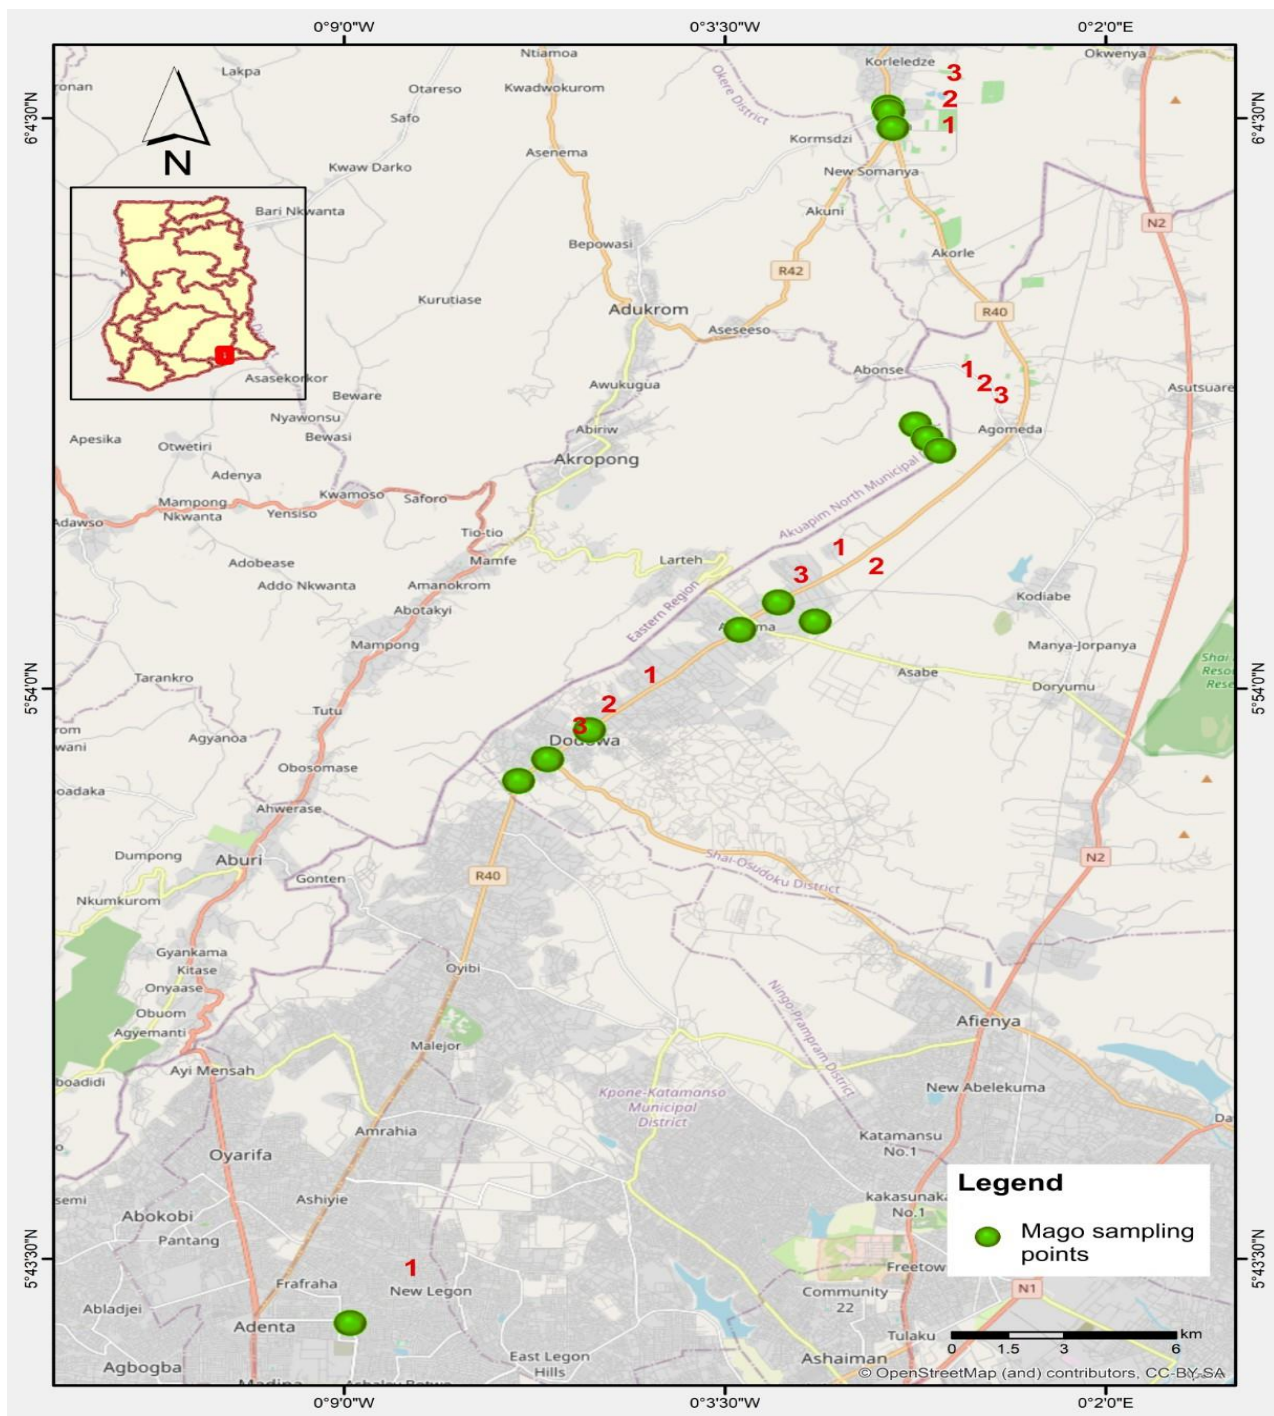 0°9'0"W
0°3'30"W
0°2'0"E
6°4'30"N
6°4'30"N
5°54'0"N
5°54'0"N
5°43'30"N
5°43'30"N
N
Lakpa
Ntiamoa
Otareso
Kwadwokurom
Safo
Korleledze
Okwenya
3
2
1
Okere District
Kormsdzi
Asenema
Kwaw Darko
New Somanya
Bari Nkwanta
Akuni
N2
Bepowasi
Akorle
R42
Kurutiase
Adukrom
R40
Aseseeso
Asasekorkor
Abonse
1
2
3
Awukugua
Beware
Asutsuare
Nyawonsu
Abiriw
Bewasi
Agomeda
Apesika
Otwetiri
Akropong
Adenya
Akuapim North Municipal
Mampong
Nkwanta
Kwamoso
Saforo
Yensiso
Adawso
Tio-tio
1
2
3
Mamfe
Larteh
Adobease
Addo Nkwanta
Amanokrom
Abotakyi
Kodiabe
Eastern Region
Mampong
Manya-Jorpanya
Asabe
Doryumu
Shai
Reso
Rese
Tarankro
1
2
3
Tutu
Agyanoa
Dodowa
Obosomase
Ahwerase
Dumpong
Aburi
Shai-Osudoku District
N2
Gonten
R40
Nkumkurom
Gyankama
Kitase
Onyaase
Oyibi
Obuom
Agyemanti
Ningo Prampram District
Afienya
Malejor
Ayi Mensah
boadidi
New Abelekuma
Kpone-Katamanso
Municipal
District
Da
Amrahia
Katamansu
No.1
Oyarifa
Legend
Mago sampling
points
Ashiyie
kakasunaka
No.1
Abokobi
Pantang
1
Freetow
Frafraha
New Legon
N1
Community
22
Abladjei
Adenta
Tulaku
km
0
1.5
3
6
East Legon
Hills
Ashaiman
Agbogba
© OpenStreetMap (and) contributors, CC-BY-SA
0°9'0"W
0°3'30"W
0°2'0"E